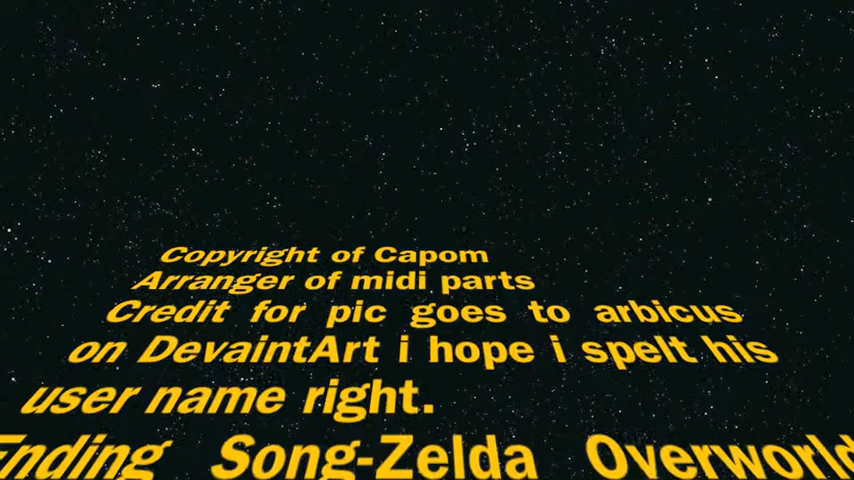 Copyright of Capom
Arranger of midi parts
Credit for pic goes to arbicus
on DevaintArt i hope i spelt his
user name right.
Ending Song-Zelda Overworld